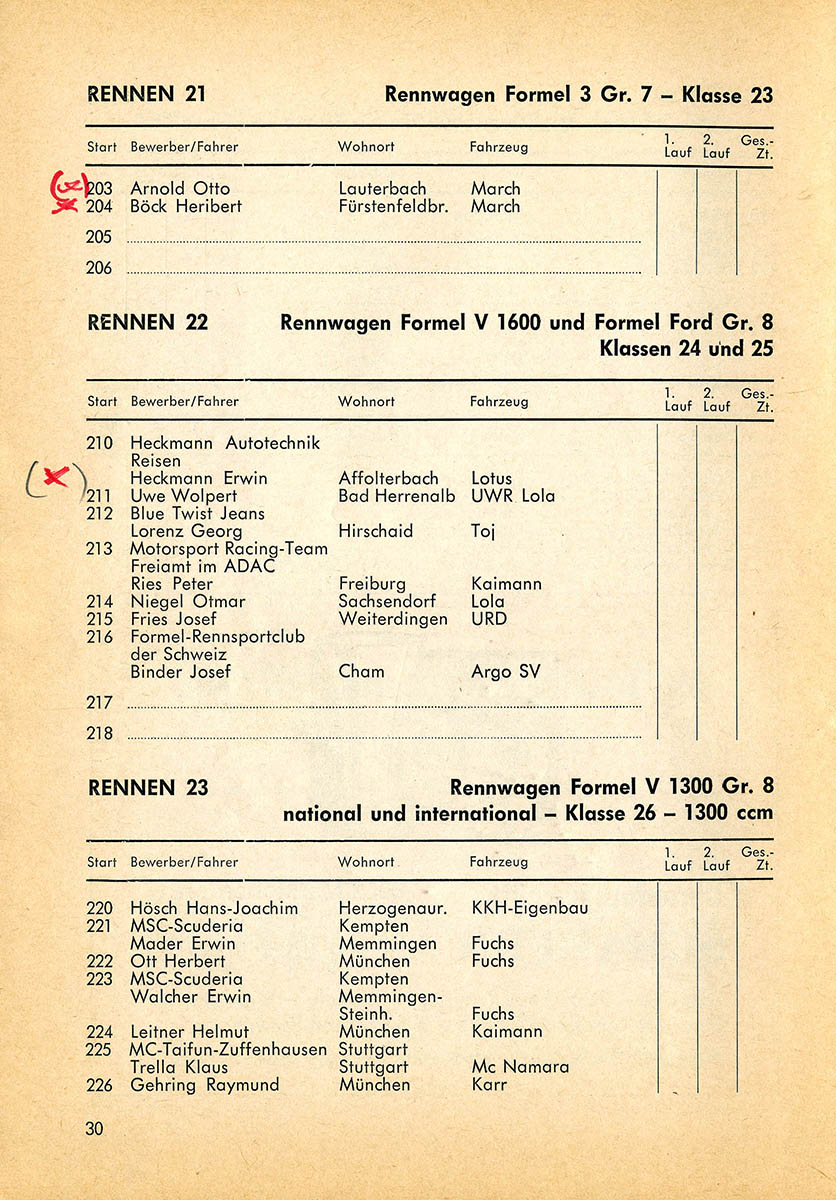 RENNEN 21 Rennwagen Formel 3 Gr. 7 – Klasse 23
Start Bewerber/Fahrer Wohnort Fahrzeug 1. Lauf 2. Lauf Ges.- Zt.
203 Arnold Otto Lauterbach March
204 Böck Heribert Fürstenfeldbr. March
205
206
RENNEN 22 Rennwagen Formel V 1600 und Formel Ford Gr. 8
Klassen 24 und 25
Start Bewerber/Fahrer Wohnort Fahrzeug 1. Lauf 2. Lauf Ges.- Zt.
210 Heckmann Autotechnik
Reisen
Heckmann Erwin Affolterbach Lotus
211 Uwe Wolpert Bad Herrenalb UWR Lola
212 Blue Twist Jeans
Lorenz Georg Hirschaid Toj
213 Motorsport Racing-Team
Freiamt im ADAC
Ries Peter Freiburg Kaimann
214 Niegel Otmar Sachsendorf Lola
215 Fries Josef Weiterdingen URD
216 Formel-Rennsportclub
der Schweiz
Binder Josef Cham Argo SV
217
218
RENNEN 23 Rennwagen Formel V 1300 Gr. 8
national und international – Klasse 26 – 1300 ccm
Start Bewerber/Fahrer Wohnort Fahrzeug 1. Lauf 2. Lauf Ges.- Zt.
220 Hösch Hans-Joachim Herzogenaur. KKH-Eigenbau
221 MSC-Scuderia Kempten
Mader Erwin Memmingen Fuchs
222 Ott Herbert München Fuchs
223 MSC-Scuderia Kempten
Walcher Erwin Memmingen-
Steinh. Fuchs
224 Leitner Helmut München Kaimann
225 MC-Taifun-Zuffenhausen Stuttgart
Trella Klaus Stuttgart Mc Namara
226 Gehring Raymund München Karr
30